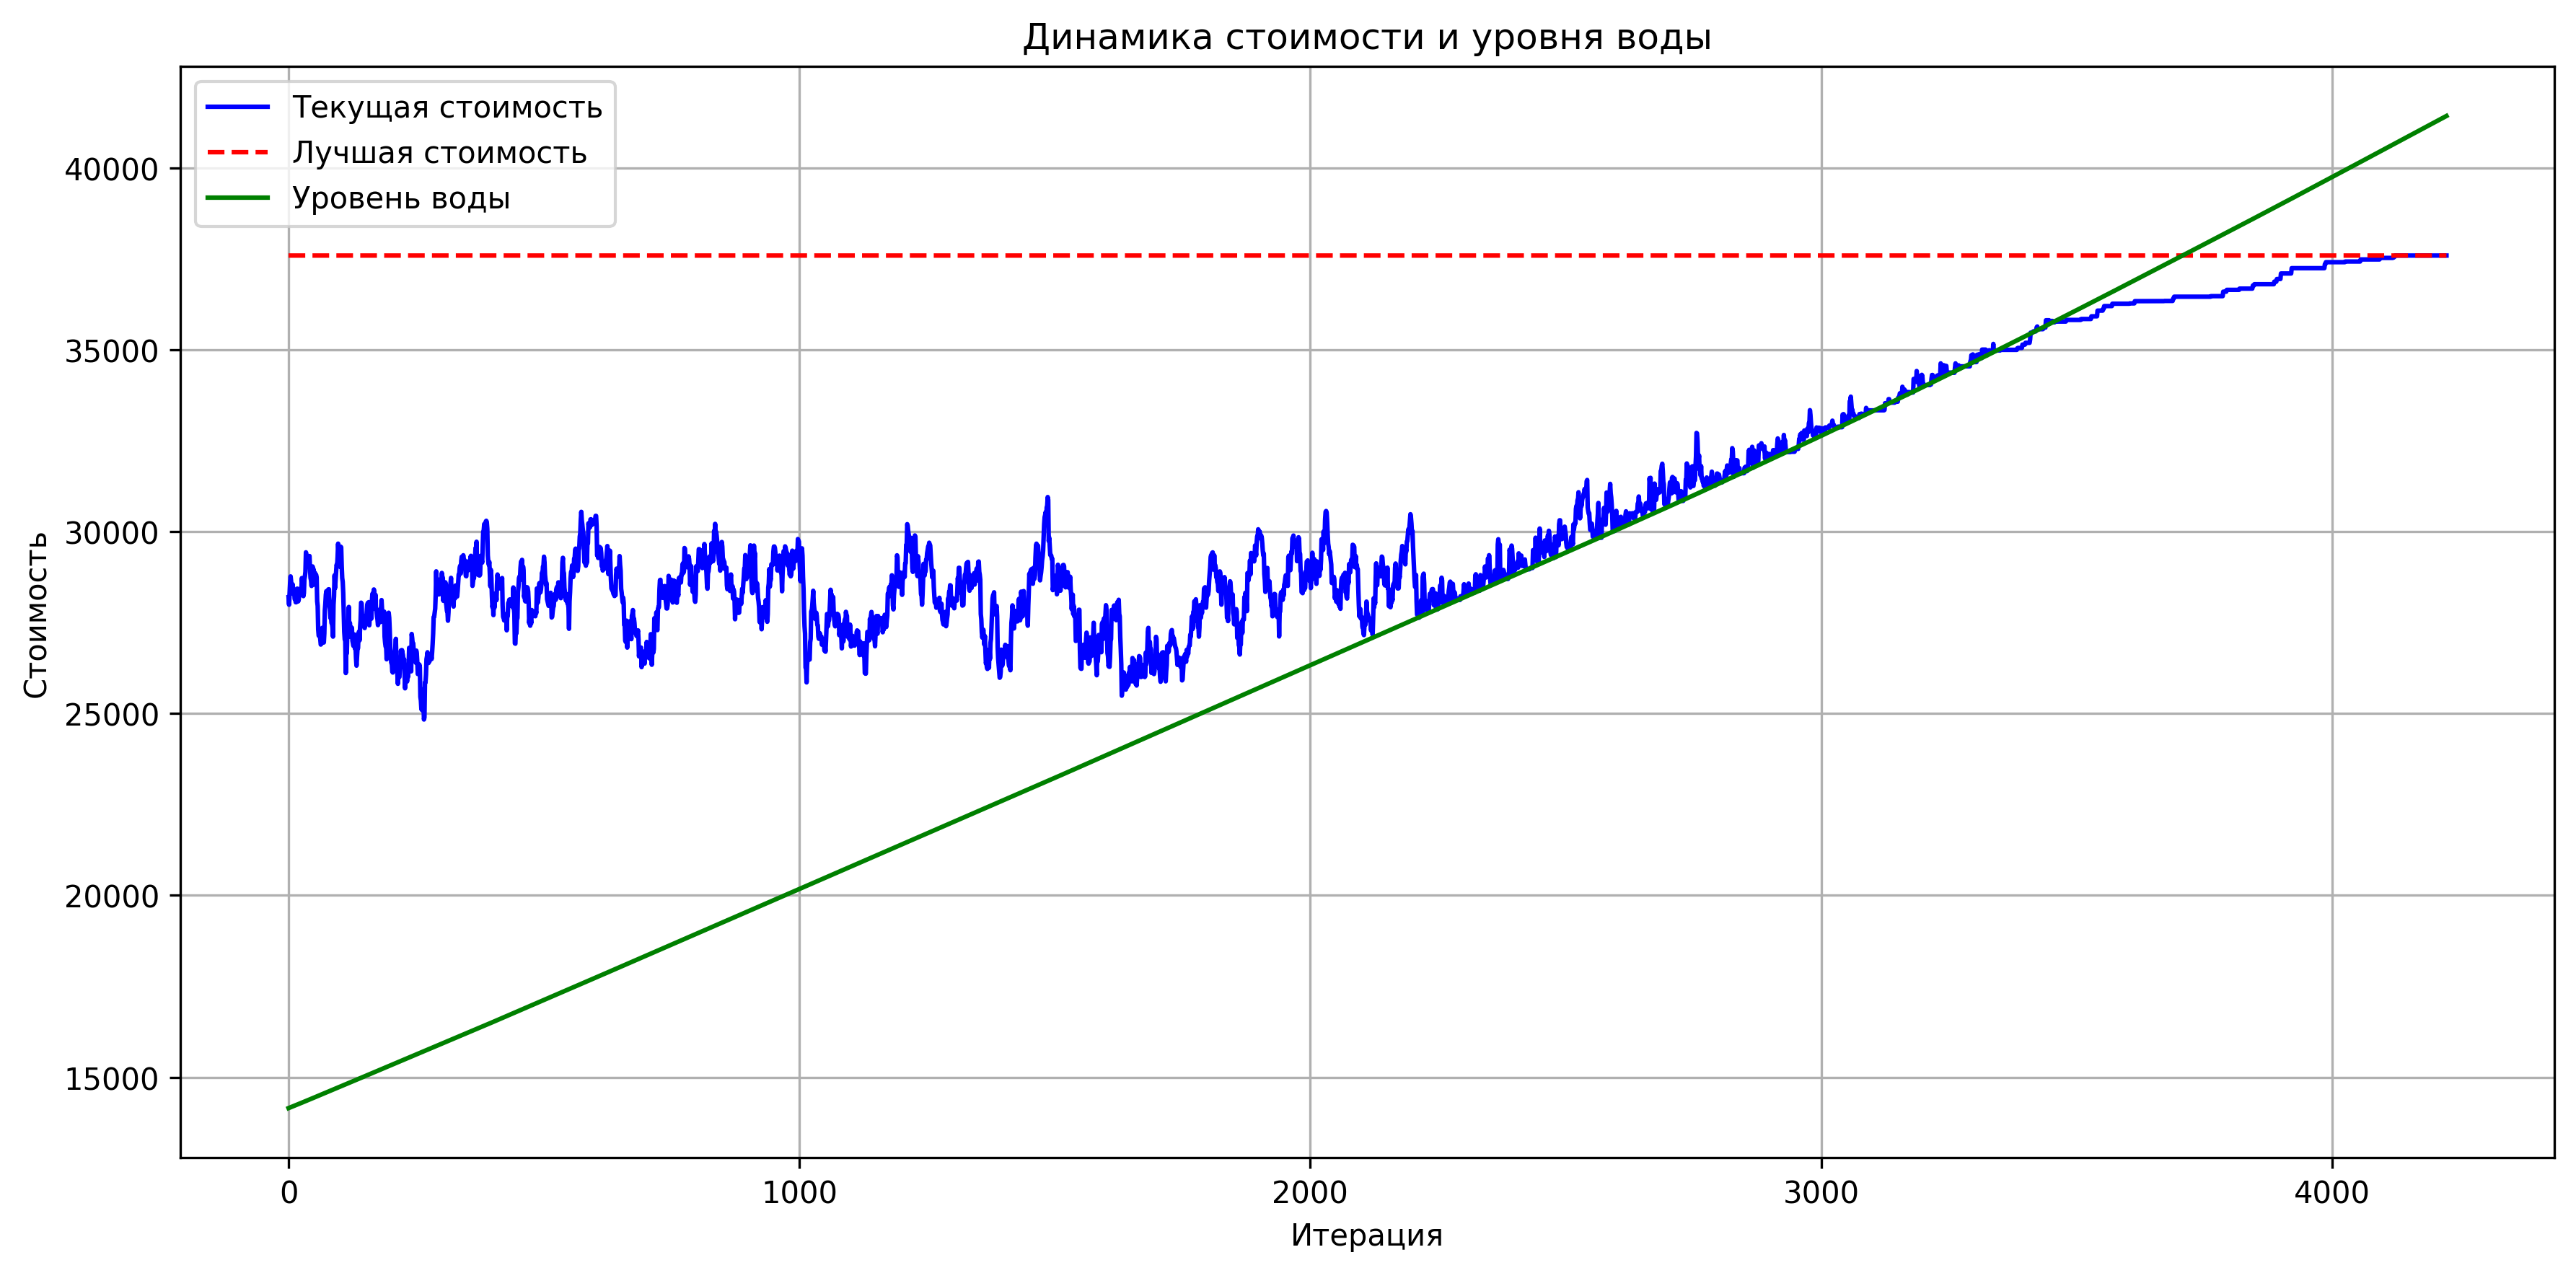 Динамика стоимости и уровня воды
Текущая стоимость
Лучшая стоимость
Уровень воды
40000
35000
30000
25000
20000
15000
Стоимость
0 1000 2000 3000 4000
Итерация